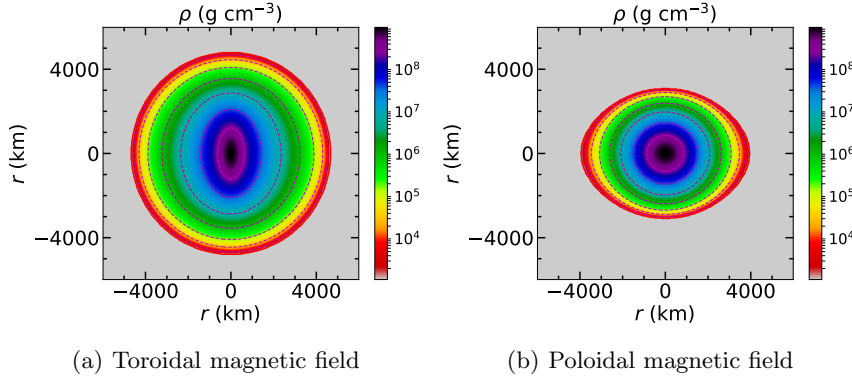 ρ (g cm⁻³)
4000
0
−4000
r (km)
−4000 0 4000
r (km)
10⁸
10⁷
10⁶
10⁵
10⁴
(a) Toroidal magnetic field
ρ (g cm⁻³)
4000
0
−4000
r (km)
−4000 0 4000
r (km)
10⁸
10⁷
10⁶
10⁵
10⁴
(b) Poloidal magnetic field